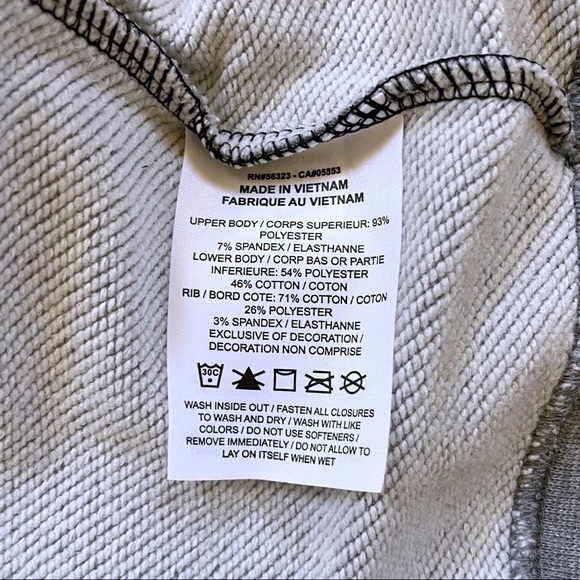 RN#56323 - CA#05553
MADE IN VIETNAM
FABRIQUE AU VIETNAM
UPPER BODY / CORPS SUPERIEUR: 93%
POLYESTER
7% SPANDEX / ELASTHANNE
LOWER BODY / CORP BAS OR PARTIE
INFERIEURE: 54% POLYESTER
46% COTTON / COTON
RIB / BORD COTE: 71% COTTON / COTON
26% POLYESTER
3% SPANDEX / ELASTHANNE
EXCLUSIVE OF DECORATION /
DECORATION NON COMPRISE
30C
WASH INSIDE OUT / FASTEN ALL CLOSURES
TO WASH AND DRY / WASH WITH LIKE
COLORS / DO NOT USE SOFTENERS /
REMOVE IMMEDIATELY / DO NOT ALLOW TO
LAY ON ITSELF WHEN WET